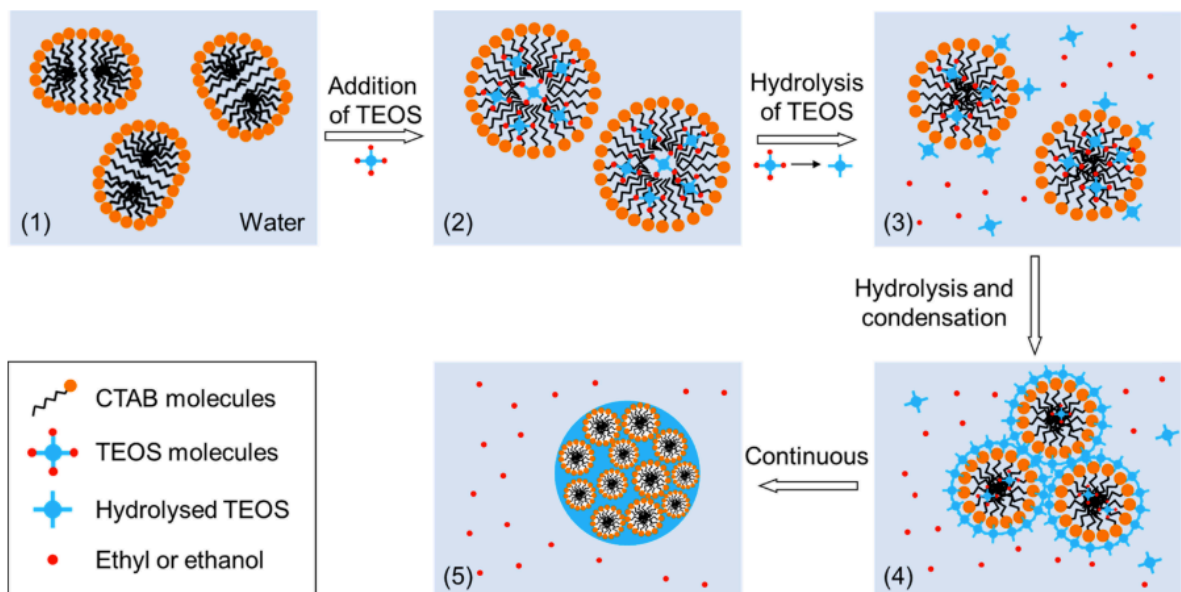 (1)
Water
Addition
of TEOS
(2)
Hydrolysis
of TEOS
(3)
Hydrolysis and
condensation
CTAB molecules
TEOS molecules
Hydrolysed TEOS
Ethyl or ethanol
(5)
Continuous
(4)